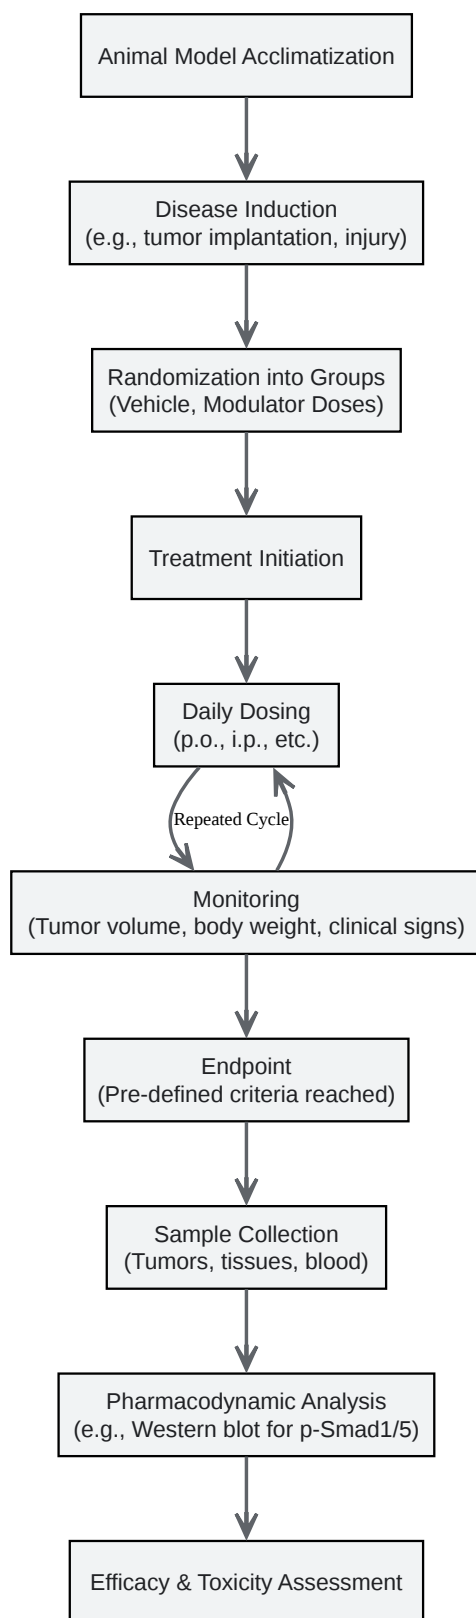 Animal Model Acclimatization
Disease Induction
(e.g., tumor implantation, injury)
Randomization into Groups
(Vehicle, Modulator Doses)
Treatment Initiation
Daily Dosing
(p.o., i.p., etc.)
Repeated Cycle
Monitoring
(Tumor volume, body weight, clinical signs)
Endpoint
(Pre-defined criteria reached)
Sample Collection
(Tumors, tissues, blood)
Pharmacodynamic Analysis
(e.g., Western blot for p-Smad1/5)
Efficacy & Toxicity Assessment